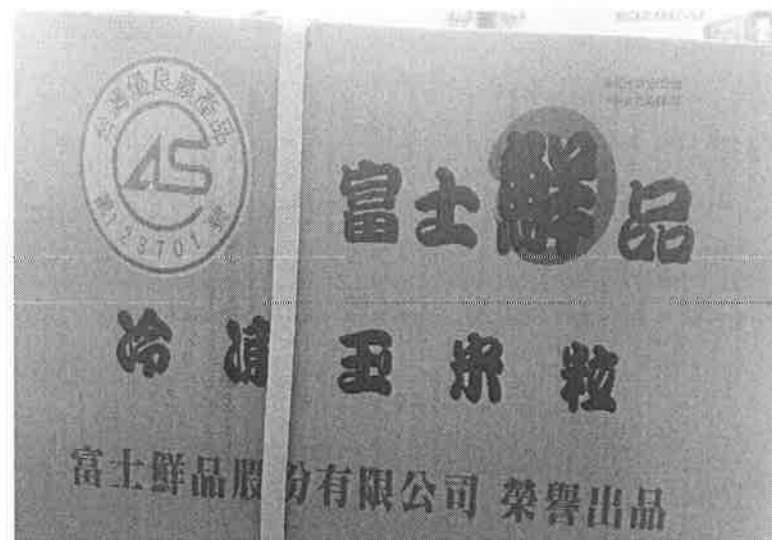 台灣優良農產品
CAS
第123701號
富士鮮品
冷凍玉米粒
富士鮮品股份有限公司 榮譽出品